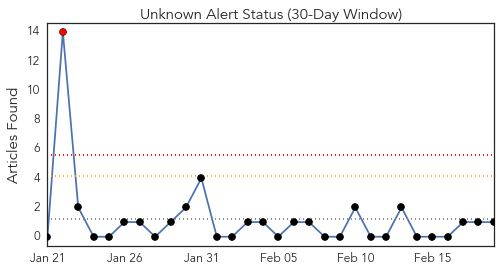 Unknown Alert Status (30-Day Window)
Articles Found
14
12
10
8
6
4
2
0
Jan 21 Jan 26 Jan 31 Feb 05 Feb 10 Feb 15